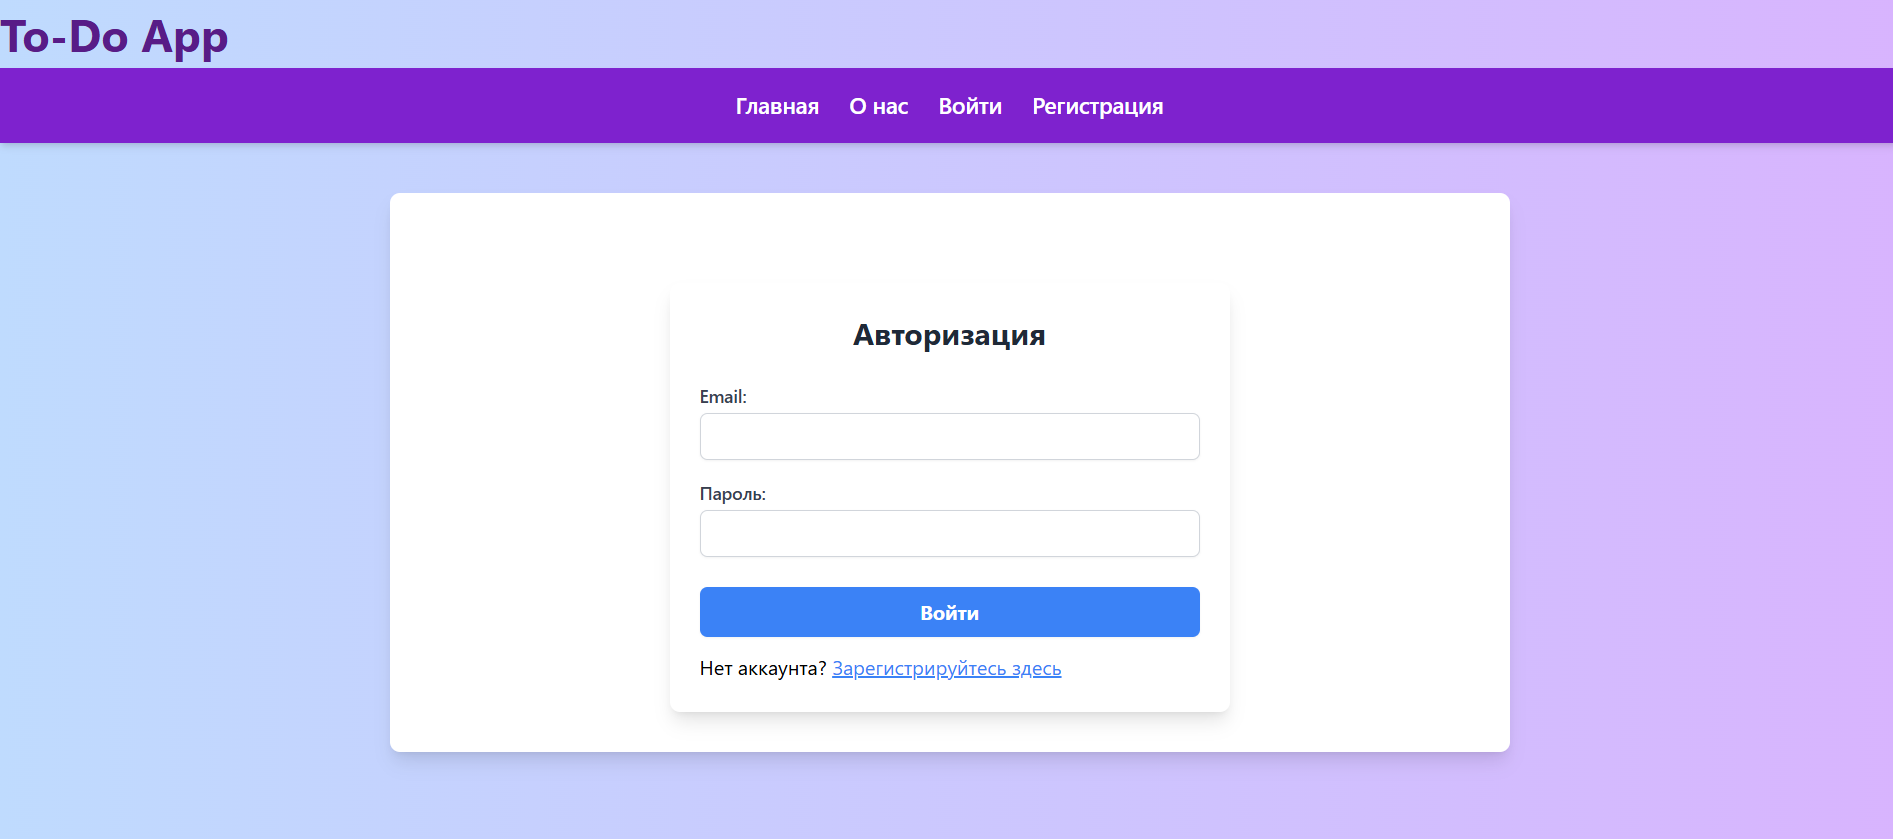 To-Do App
Главная О нас Войти Регистрация
Авторизация
Email:
Пароль:
Войти
Нет аккаунта? Зарегистрируйтесь здесь